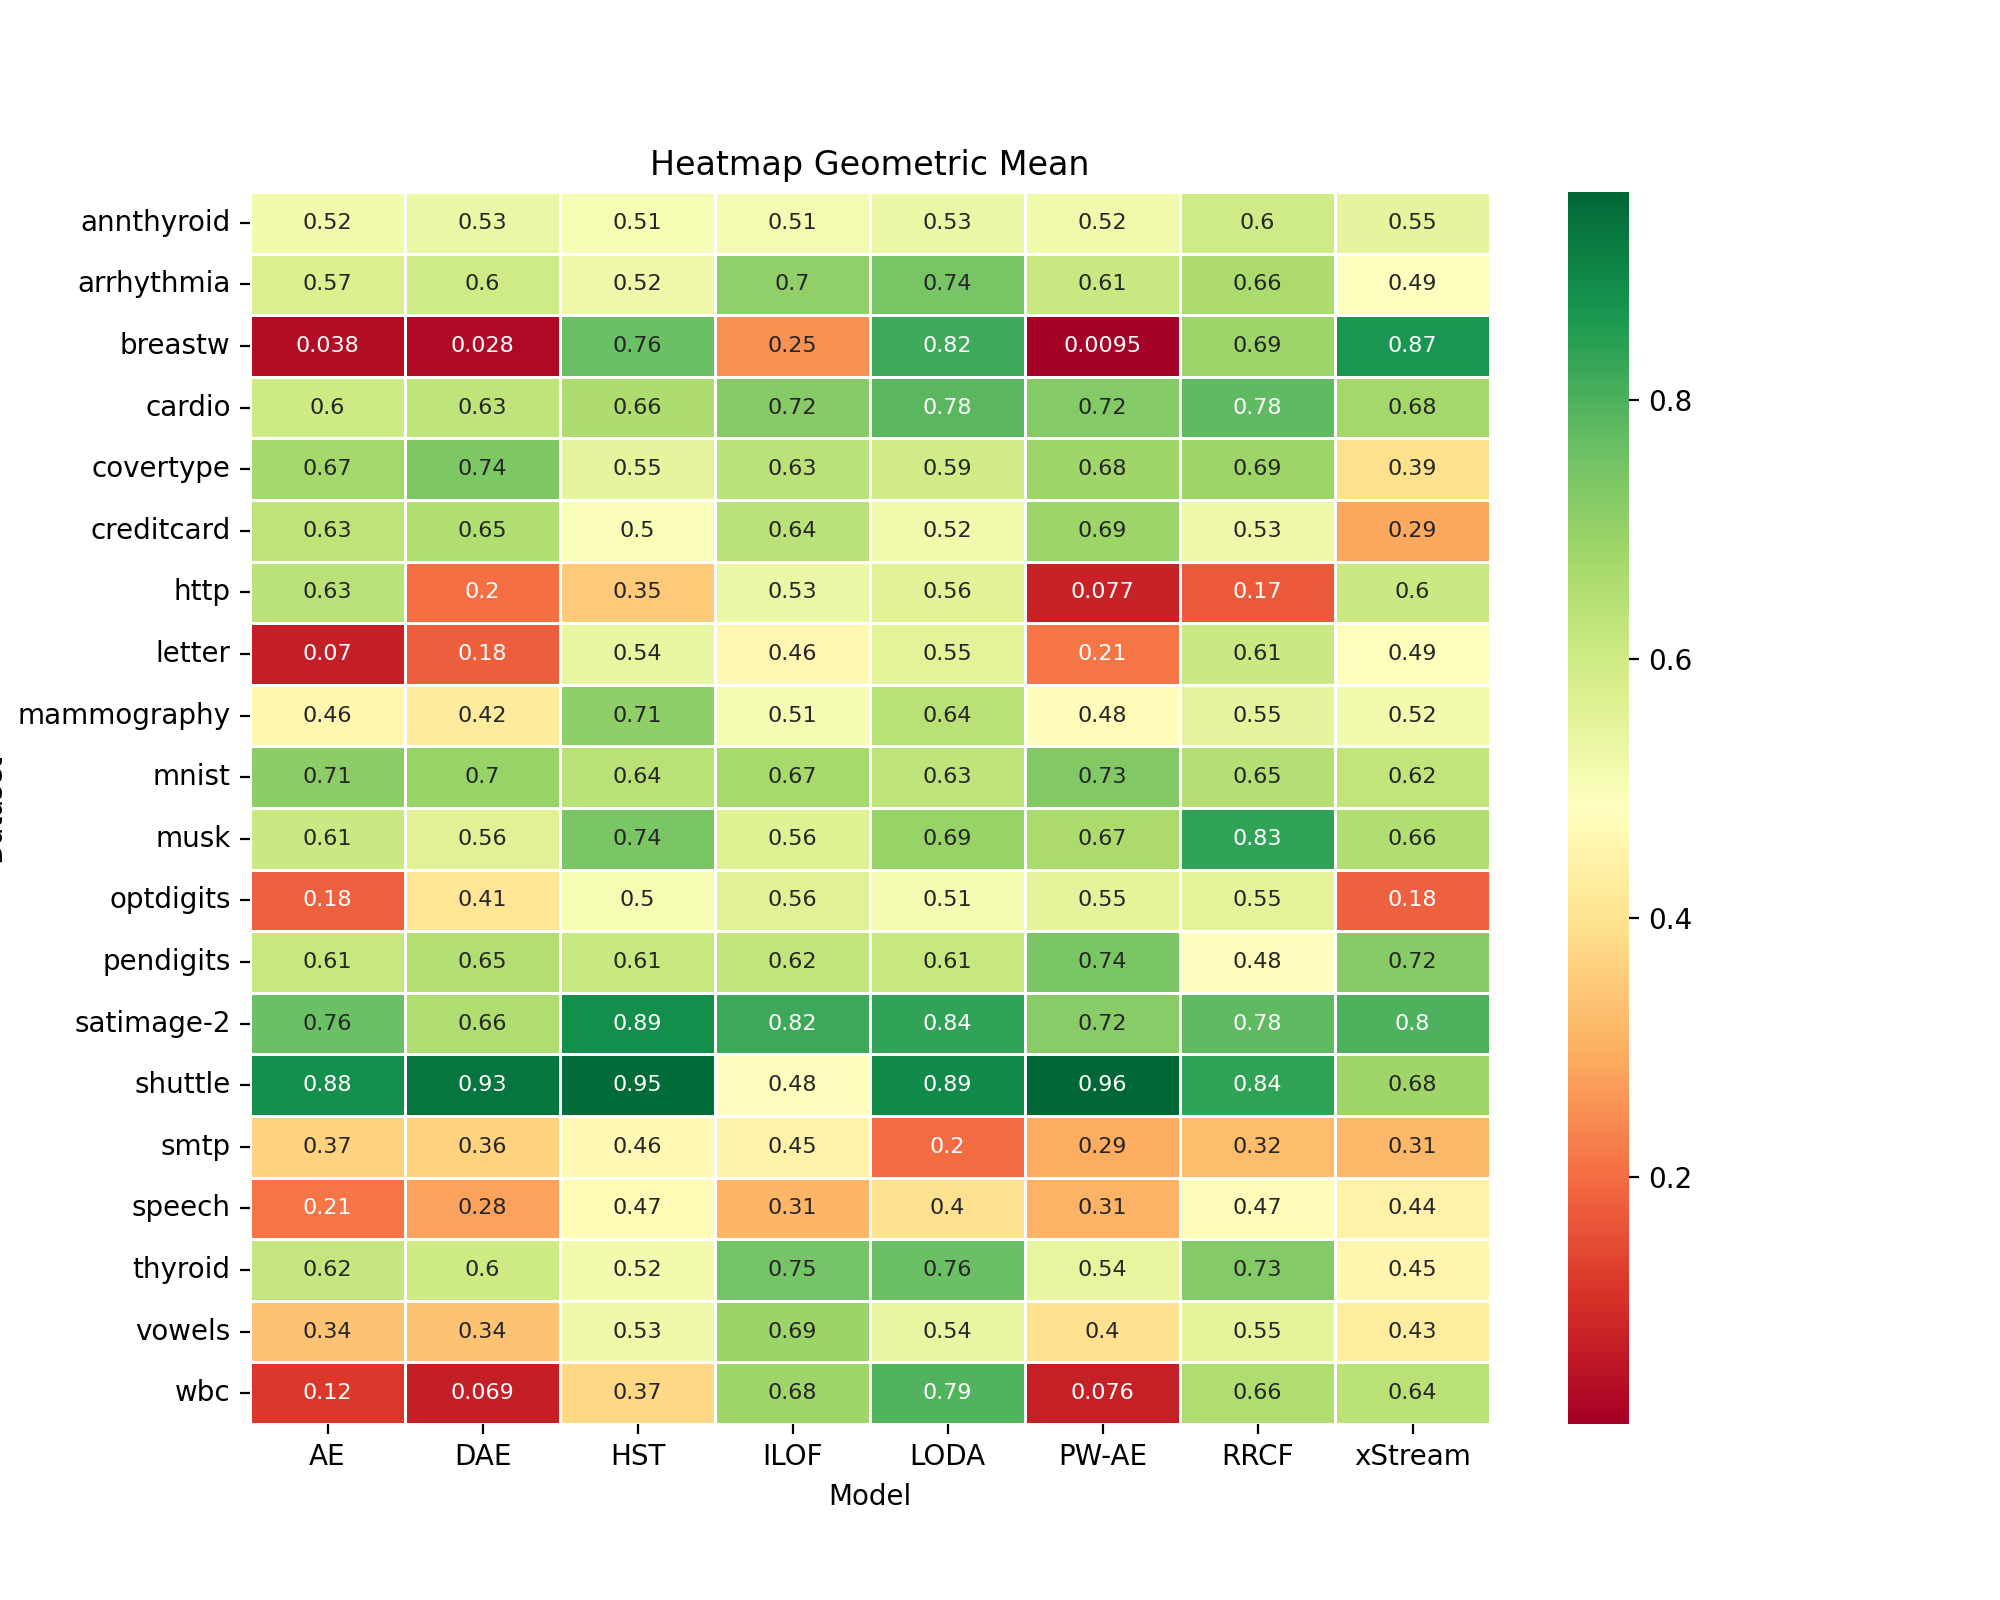 Heatmap Geometric Mean
annthyroid 0.52 0.53 0.51 0.51 0.53 0.52 0.6 0.55
arrhythmia 0.57 0.6 0.52 0.7 0.74 0.61 0.66 0.49
breastw 0.038 0.028 0.76 0.25 0.82 0.0095 0.69 0.87
cardio 0.6 0.63 0.66 0.72 0.78 0.72 0.78 0.68
covertype 0.67 0.74 0.55 0.63 0.59 0.68 0.69 0.39
creditcard 0.63 0.65 0.5 0.64 0.52 0.69 0.53 0.29
http 0.63 0.2 0.35 0.53 0.56 0.077 0.17 0.6
letter 0.07 0.18 0.54 0.46 0.55 0.21 0.61 0.49
mammography 0.46 0.42 0.71 0.51 0.64 0.48 0.55 0.52
mnist 0.71 0.7 0.64 0.67 0.63 0.73 0.65 0.62
musk 0.61 0.56 0.74 0.56 0.69 0.67 0.83 0.66
optdigits 0.18 0.41 0.5 0.56 0.51 0.55 0.55 0.18
pendigits 0.61 0.65 0.61 0.62 0.61 0.74 0.48 0.72
satimage-2 0.76 0.66 0.89 0.82 0.84 0.72 0.78 0.8
shuttle 0.88 0.93 0.95 0.48 0.89 0.96 0.84 0.68
smtp 0.37 0.36 0.46 0.45 0.2 0.29 0.32 0.31
speech 0.21 0.28 0.47 0.31 0.4 0.31 0.47 0.44
thyroid 0.62 0.6 0.52 0.75 0.76 0.54 0.73 0.45
vowels 0.34 0.34 0.53 0.69 0.54 0.4 0.55 0.43
wbc 0.12 0.069 0.37 0.68 0.79 0.076 0.66 0.64
AE DAE HST ILOF LODA PW-AE RRCF xStream
Model
0.8
0.6
0.4
0.2